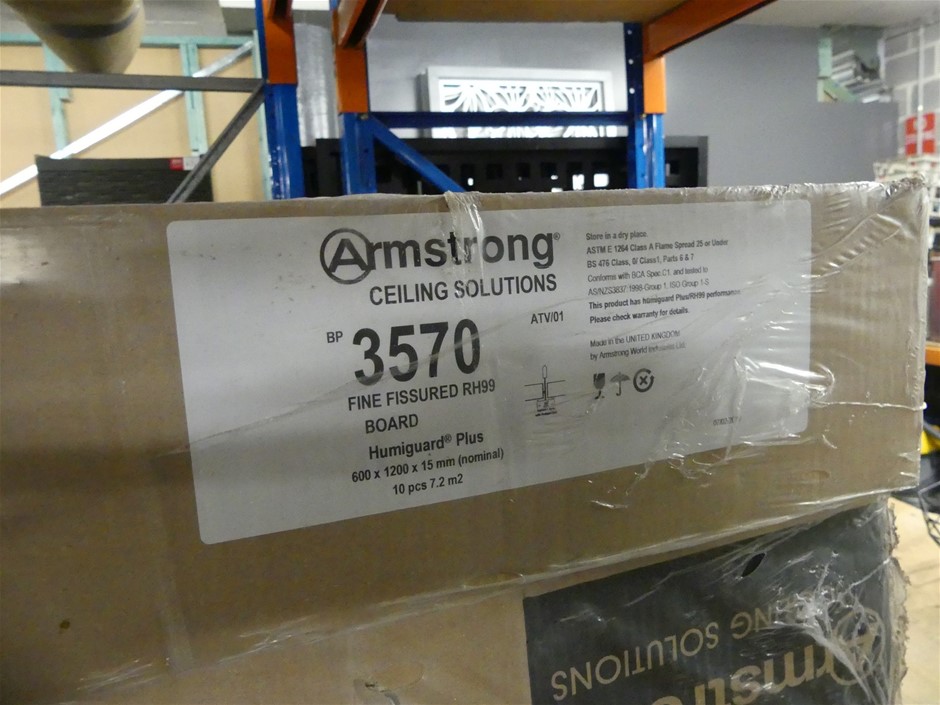 Armstrong®
CEILING SOLUTIONS
BP 3570
ATV/01
FINE FISSURED RH99
BOARD
Humiguard® Plus
600 x 1200 x 15 mm (nominal)
10 pcs 7.2 m2
Store in a dry place.
ASTM E 1264 Class A Flame Spread 25 or Under
BS 476 Class, 0/ Class1, Parts 6 & 7
Conforms with BCA Spec C1. and tested to
AS/NZS3837:1998-Group 1, ISO Group 1-S
This product has humiguard Plus/RH99 performance
Please check warranty for details.
Made in the UNITED KINGDOM
by Armstrong World Industries Ltd.
ING SOLUTIONS
Armstro